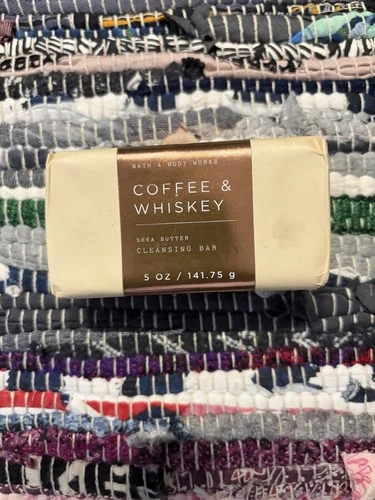 BATH & BODY WORKS
COFFEE &
WHISKEY
SHEA BUTTER
CLEANSING BAR
5 OZ / 141.75 g